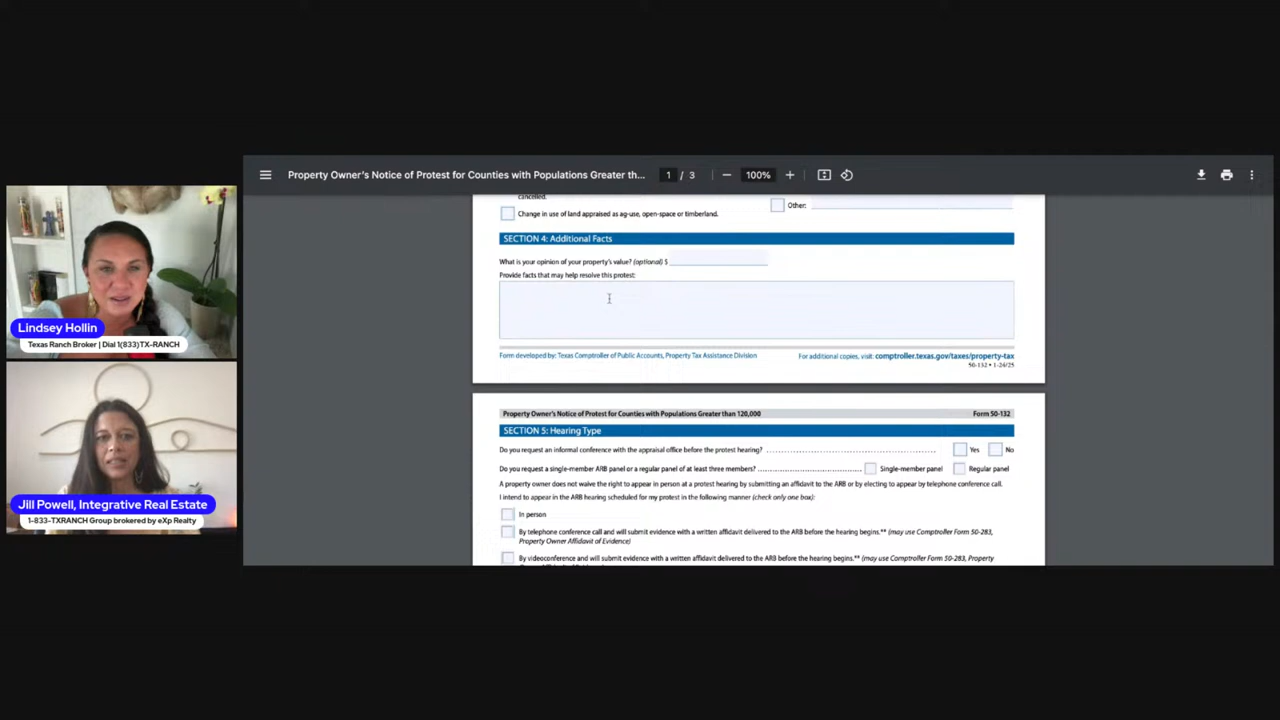 Property Owner's Notice of Protest for Counties with Populations Greater th...
1 / 3
100%
cancelled.
Change in use of land appraised as ag-use, open-space or timberland.
Other:
SECTION 4: Additional Facts
What is your opinion of your property's value? (optional) $
Provide facts that may help resolve this protest:
Form developed by: Texas Comptroller of Public Accounts, Property Tax Assistance Division
For additional copies, visit: comptroller.texas.gov/taxes/property-tax
50-132 • 1-24/25
Property Owner's Notice of Protest for Counties with Populations Greater than 120,000
Form 50-132
SECTION 5: Hearing Type
Do you request an informal conference with the appraisal office before the protest hearing?
Yes
No
Do you request a single-member ARB panel or a regular panel of at least three members?
Single-member panel
Regular panel
A property owner does not waive the right to appear in person at a protest hearing by submitting an affidavit to the ARB or by electing to appear by telephone conference call.
I intend to appear in the ARB hearing scheduled for my protest in the following manner (check only one box):
In person
By telephone conference call and will submit evidence with a written affidavit delivered to the ARB before the hearing begins.** (may use Comptroller Form 50-283,
Property Owner Affidavit of Evidence)
By videoconference and will submit evidence with a written affidavit delivered to the ARB before the hearing begins.** (may use Comptroller Form 50-283, Property
Lindsey Hollin
Texas Ranch Broker | Dial 1(833)TX-RANCH
Jill Powell, Integrative Real Estate
1-833-TXRANCH Group brokered by eXp Realty